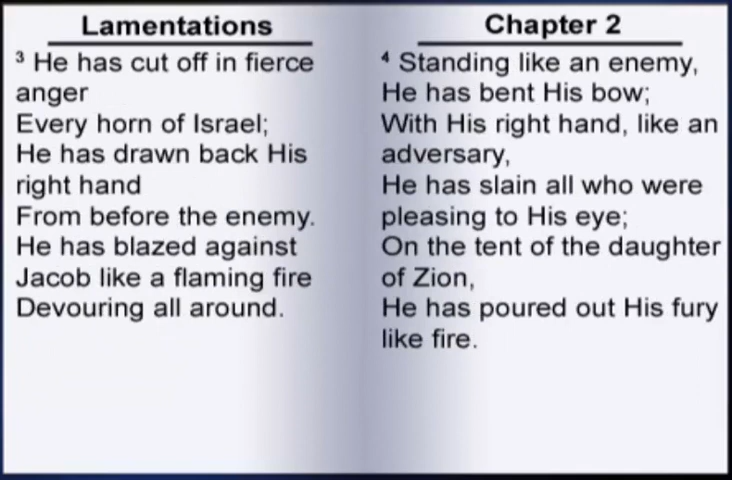 Lamentations
³ He has cut off in fierce
anger
Every horn of Israel;
He has drawn back His
right hand
From before the enemy.
He has blazed against
Jacob like a flaming fire
Devouring all around.
Chapter 2
⁴ Standing like an enemy,
He has bent His bow;
With His right hand, like an
adversary,
He has slain all who were
pleasing to His eye;
On the tent of the daughter
of Zion,
He has poured out His fury
like fire.